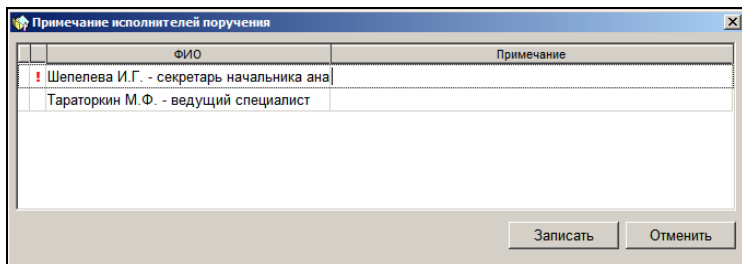 Примечание исполнителей поручения
ФИО Примечание
! Шепелева И.Г. - секретарь начальника ана
Тараторкин М.Ф. - ведущий специалист
Записать Отменить